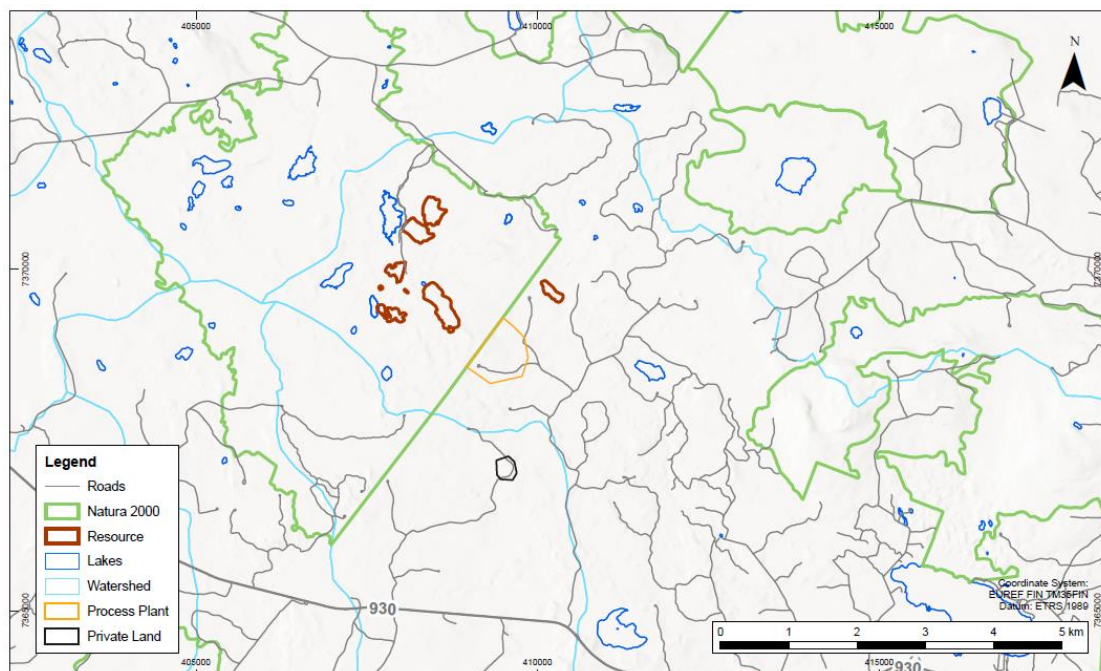 405000
410000
415000
N
7370000
7370000
Legend
Roads
Natura 2000
Resource
Lakes
Watershed
Process Plant
Private Land
930
Coordinate System:
EUREF FIN TM35FIN
Datum: ETRS 1989
7365000
7365000
0 1 2 3 4 5 km
405000
410000
415000
930